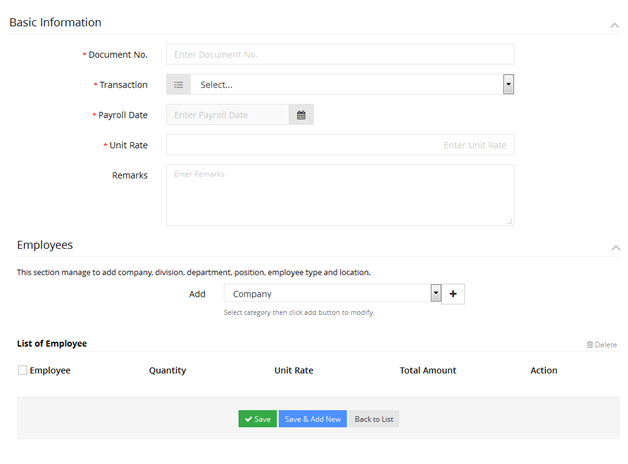 Basic Information
* Document No. Enter Document No.
* Transaction Select...
* Payroll Date Enter Payroll Date
* Unit Rate Enter Unit Rate
Remarks Enter Remarks
Employees
This section manage to add company, division, department, position, employee type and location.
Add Company +
Select category then click add button to modify.
List of Employee Delete
Employee Quantity Unit Rate Total Amount Action
Save Save & Add New Back to List